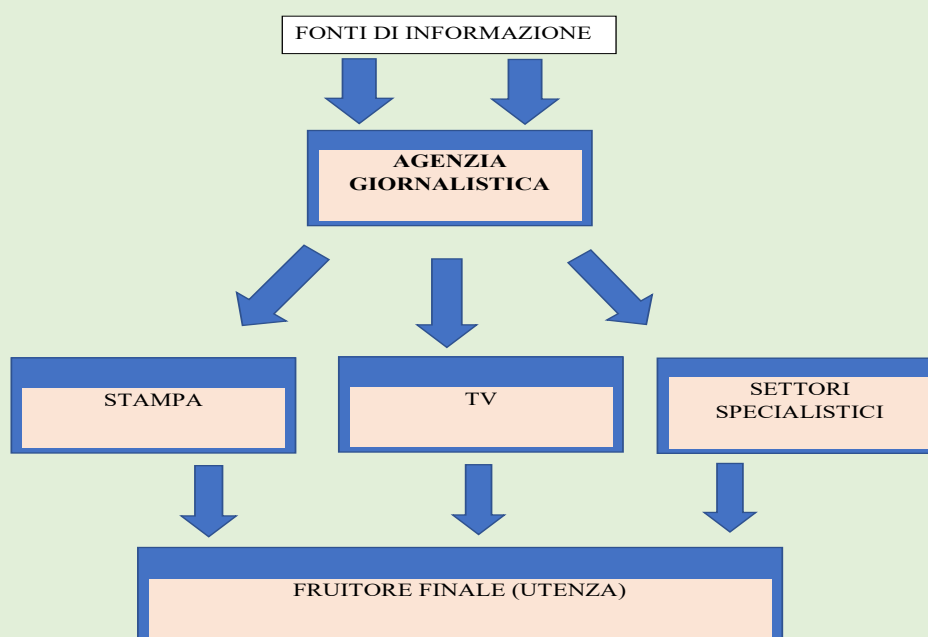 FONTI DI INFORMAZIONE
AGENZIA
GIORNALISTICA
STAMPA
TV
SETTORI
SPECIALISTICI
FRUITORE FINALE (UTENZA)